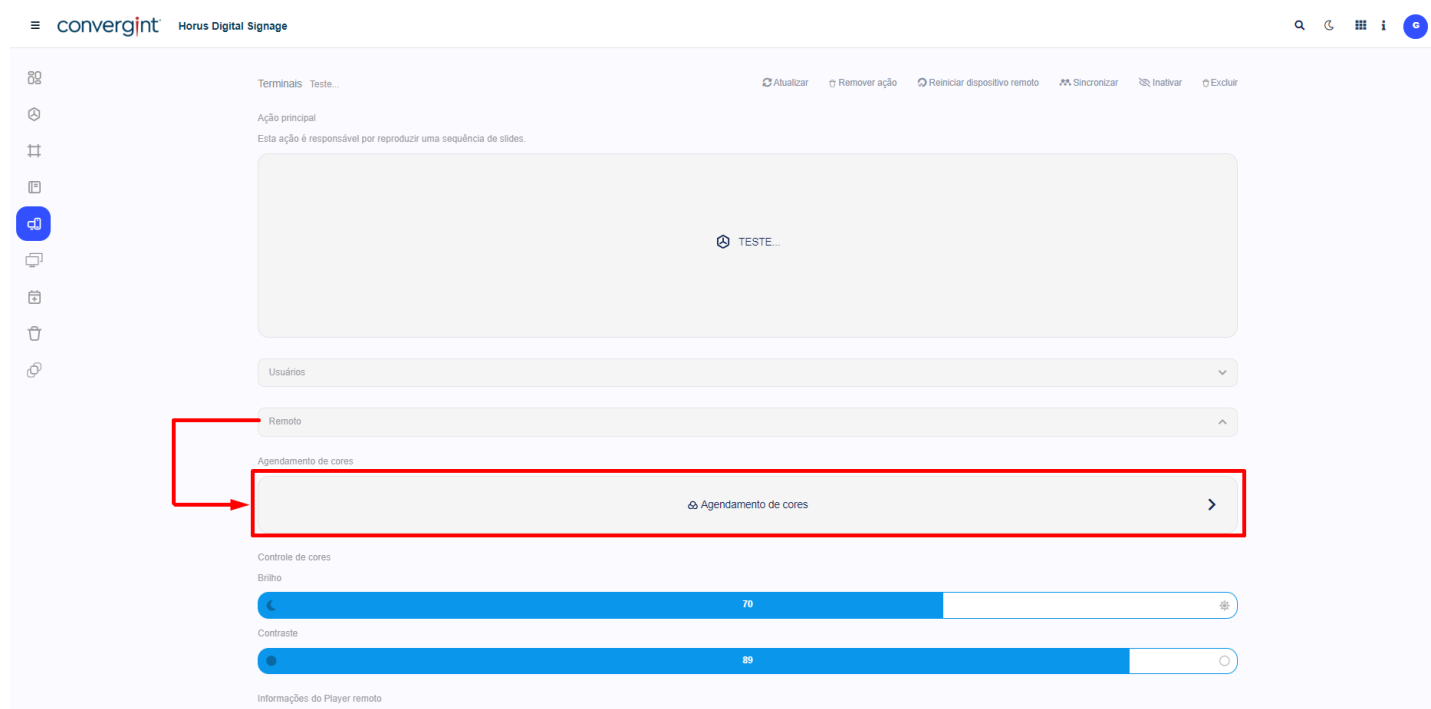 convergint Horus Digital Signage G
Terminais Teste... Atualizar Remover ação Reiniciar dispositivo remoto Sincronizar Inativar Excluir
Ação principal
Esta ação é responsável por reproduzir uma sequência de slides.
TESTE...
Usuários
Remoto
Agendamento de cores
Agendamento de cores
Controle de cores
Brilho
70
Contraste
89
Informações do Player remoto